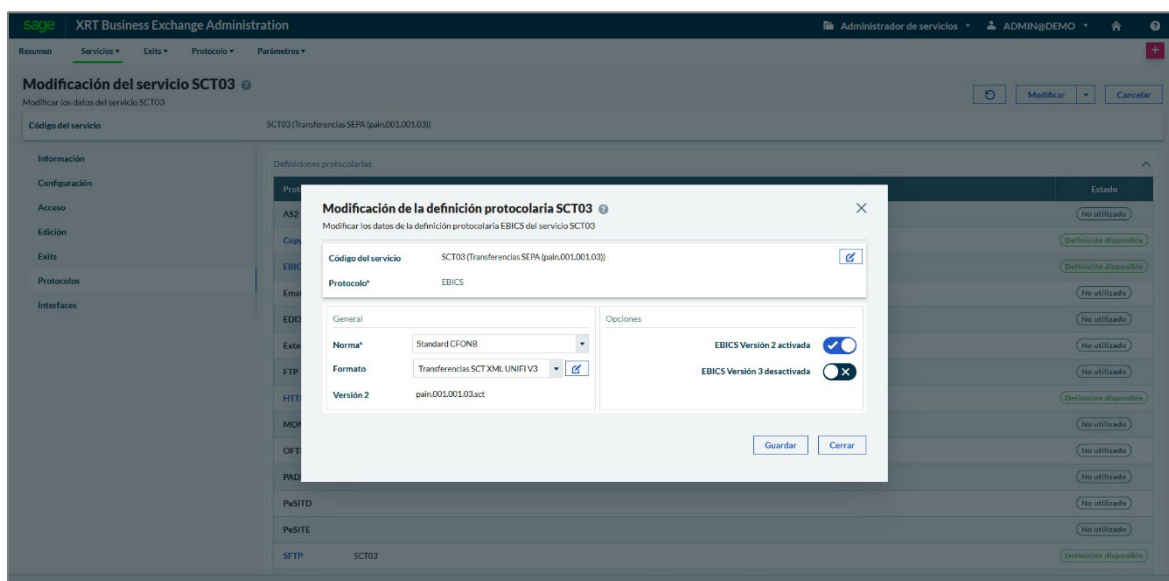 sage XRT Business Exchange Administration Administrador de servicios ADMIN@DEMO
Resumen Servicios Exits Protocolo Parámetros
Modificación del servicio SCT03
Modificar los datos del servicio SCT03
Modificar Cancelar
Código del servicio SCT03 (Transferencias SEPA (pain.001.001.03))
Información
Configuración
Acceso
Edición
Exits
Protocolos
Interfaces
Definiciones protocolarias
Estado
AS2 No utilizado
Definición disponible
Definición disponible
No utilizado
No utilizado
No utilizado
FTP No utilizado
Definición disponible
No utilizado
No utilizado
No utilizado
PeSITD No utilizado
PeSITE No utilizado
SFTP SCT03 Definición disponible
Modificación de la definición protocolaria SCT03
Modificar los datos de la definición protocolaria EBICS del servicio SCT03
Código del servicio SCT03 (Transferencias SEPA (pain.001.001.03))
Protocolo* EBICS
General
Norma* Standard CFONB
Formato Transferencias SCT XML UNIFI V3
Versión 2 pain.001.001.03.sct
Opciones
EBICS Versión 2 activada
EBICS Versión 3 desactivada
Guardar Cerrar